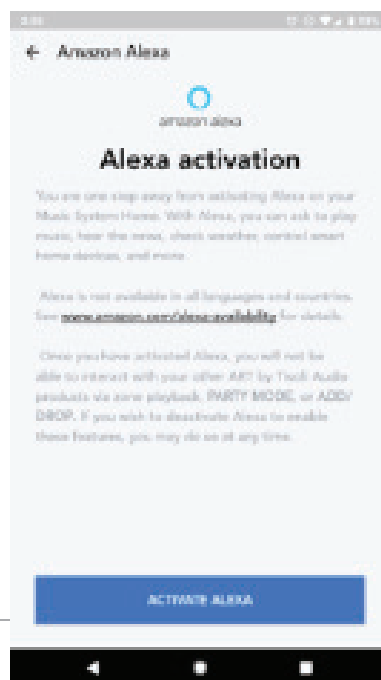 Amazon Alexa
amazon alexa
Alexa activation
You are one step away from activating Alexa on your
Music System Home. With Alexa, you can ask to play
music, hear the news, check weather, control smart
home devices, and more.
Alexa is not available in all languages and countries.
See www.amazon.com/alexa-availability for details.
Once you have activated Alexa, you will not be
able to interact with your other ART by Tivoli Audio
products via zone playback, PARTY MODE, or ADD/
DROP. If you wish to deactivate Alexa to enable
these features, you may do so at any time.
ACTIVATE ALEXA